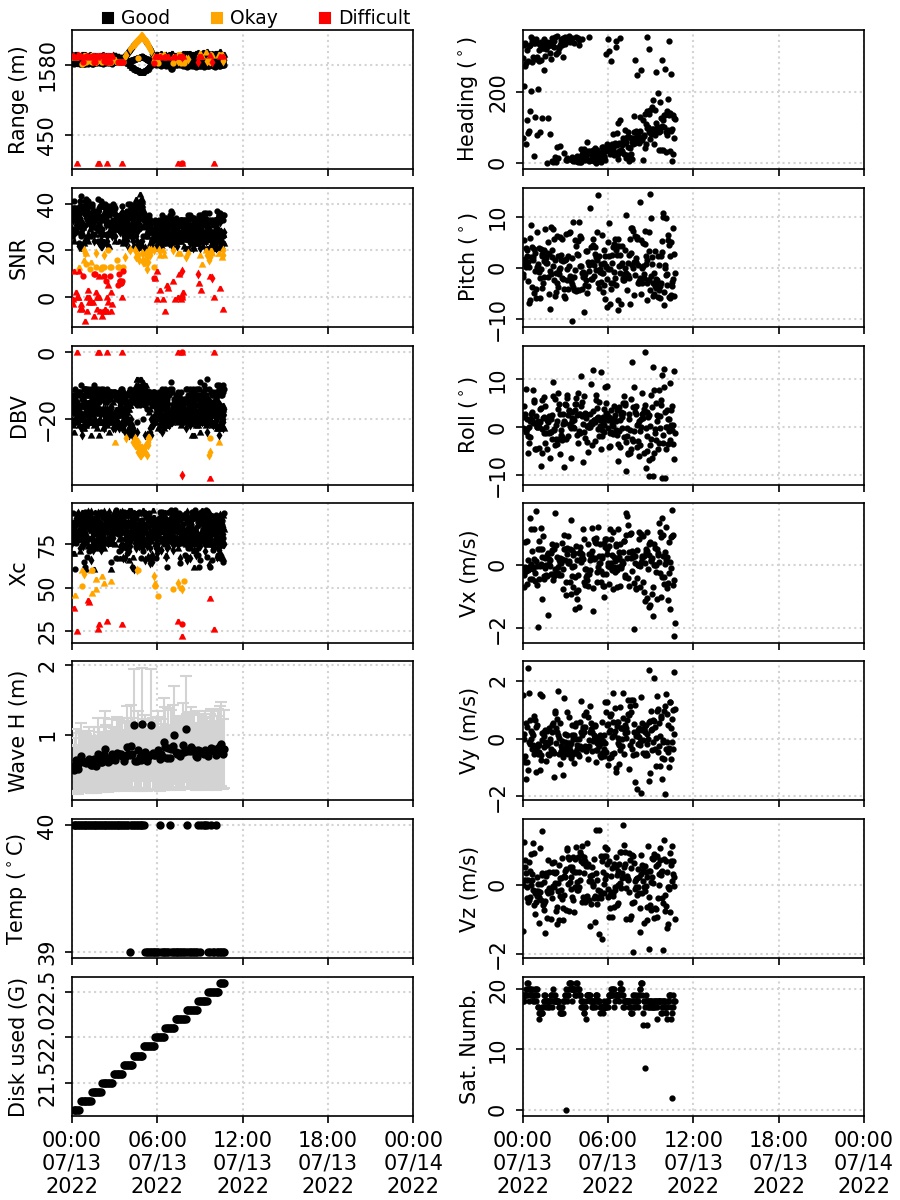 Good Okay Difficult
Range (m)
1580
450
Heading (°)
200
0
SNR
40
20
0
Pitch (°)
10
0
−10
DBV
0
−20
Roll (°)
10
0
−10
Xc
75
50
25
Vx (m/s)
0
−2
Wave H (m)
2
1
Vy (m/s)
2
0
−2
Temp (°C)
40
39
Vz (m/s)
0
−2
Disk used (G)
22.5
22.0
21.5
Sat. Numb.
20
10
0
00:00 06:00 12:00 18:00 00:00
07/13 07/13 07/13 07/13 07/14
2022 2022 2022 2022 2022
00:00 06:00 12:00 18:00 00:00
07/13 07/13 07/13 07/13 07/14
2022 2022 2022 2022 2022